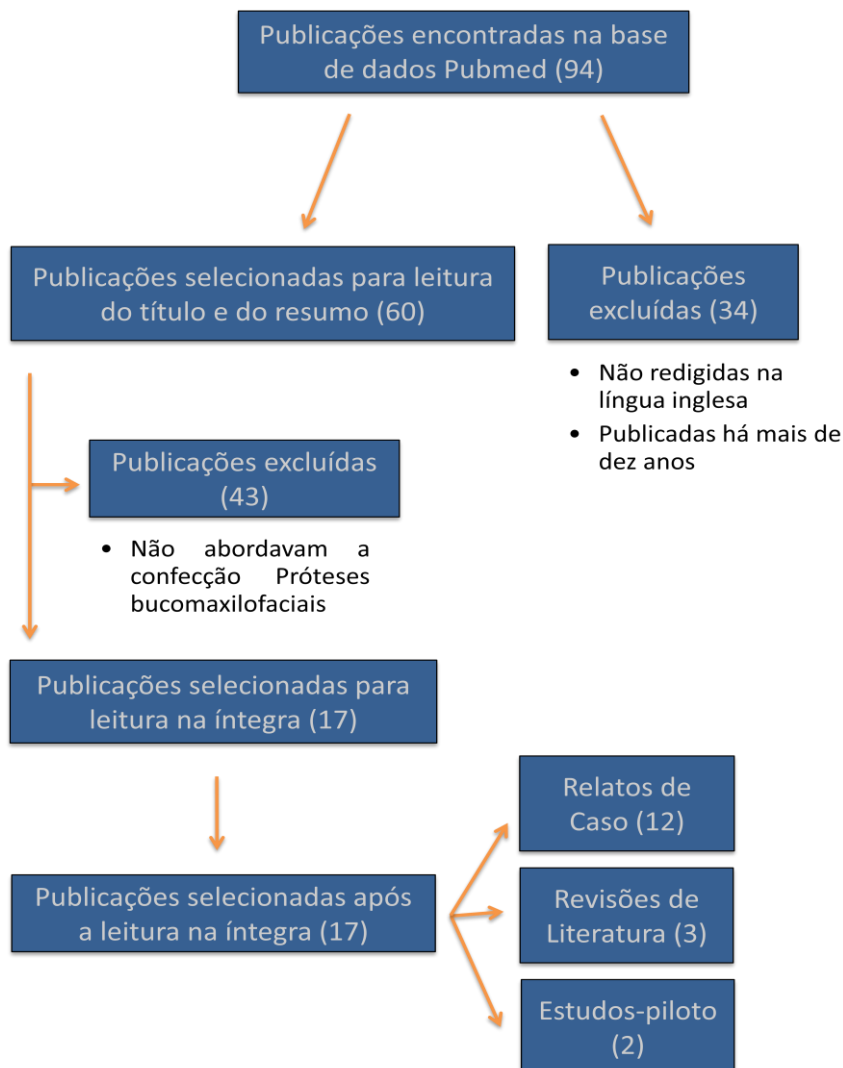 Publicações encontradas na base
de dados Pubmed (94)
Publicações selecionadas para leitura
do título e do resumo (60)
Publicações
excluídas (34)
• Não redigidas na
língua inglesa
• Publicadas há mais de
dez anos
Publicações excluídas
(43)
• Não abordavam a
confecção Próteses
bucomaxilofaciais
Publicações selecionadas para
leitura na íntegra (17)
Publicações selecionadas após
a leitura na íntegra (17)
Relatos de
Caso (12)
Revisões de
Literatura (3)
Estudos-piloto
(2)